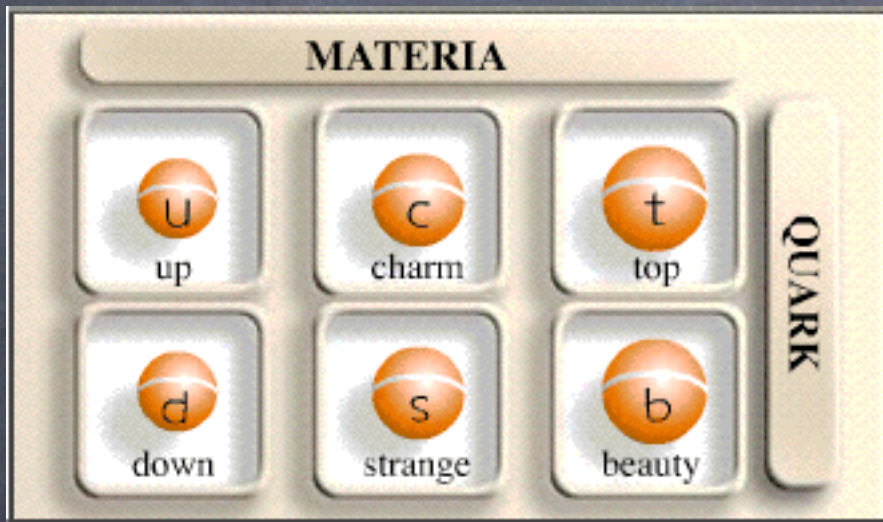 MATERIA
u c t
up charm top
d s b
down strange beauty
QUARK